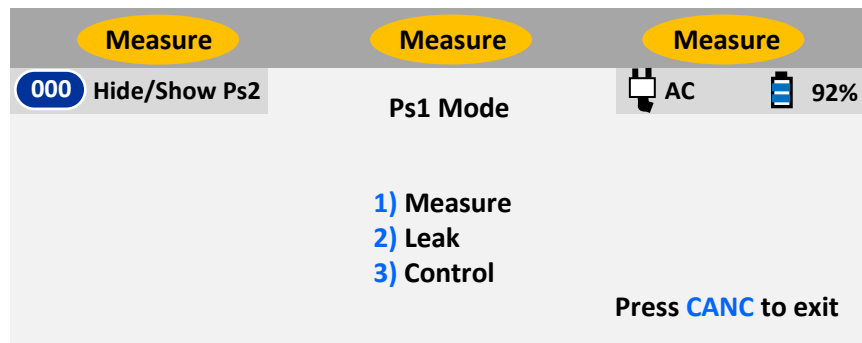 Measure Measure Measure
000 Hide/Show Ps2
Ps1 Mode
AC 92%
1) Measure
2) Leak
3) Control
Press CANC to exit